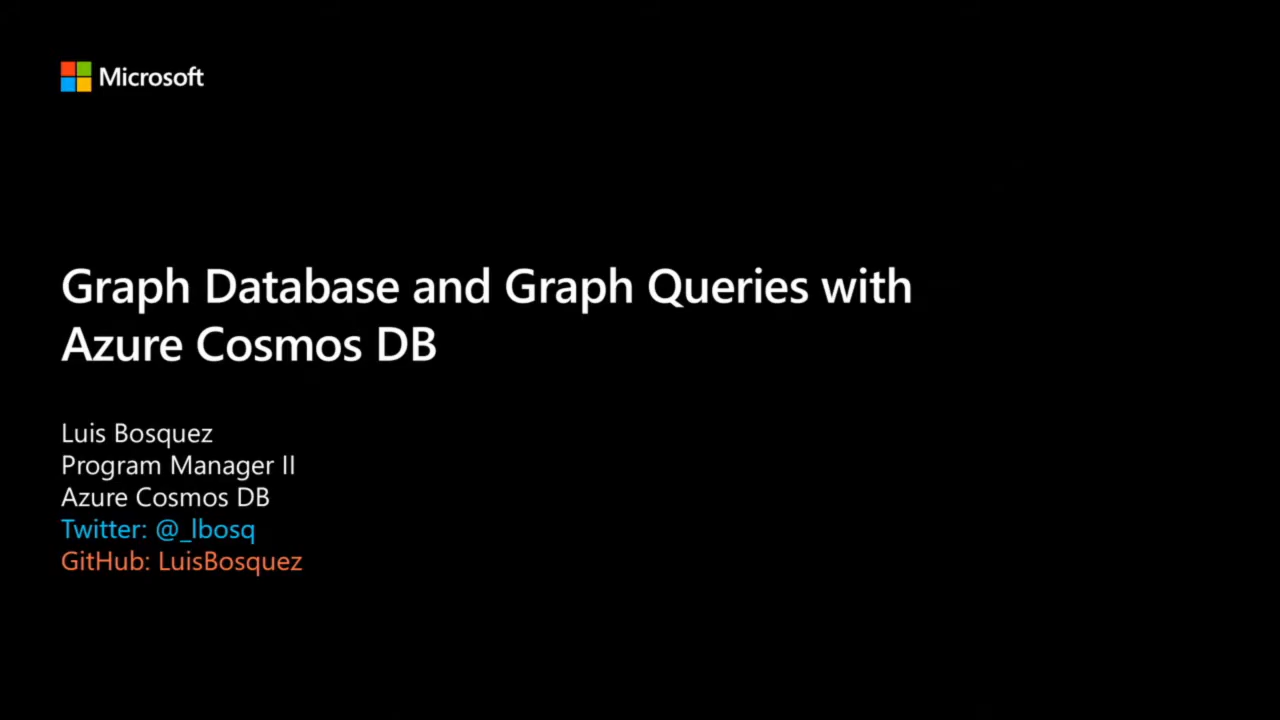 Microsoft
Graph Database and Graph Queries with
Azure Cosmos DB
Luis Bosquez
Program Manager II
Azure Cosmos DB
Twitter: @_lbosq
GitHub: LuisBosquez